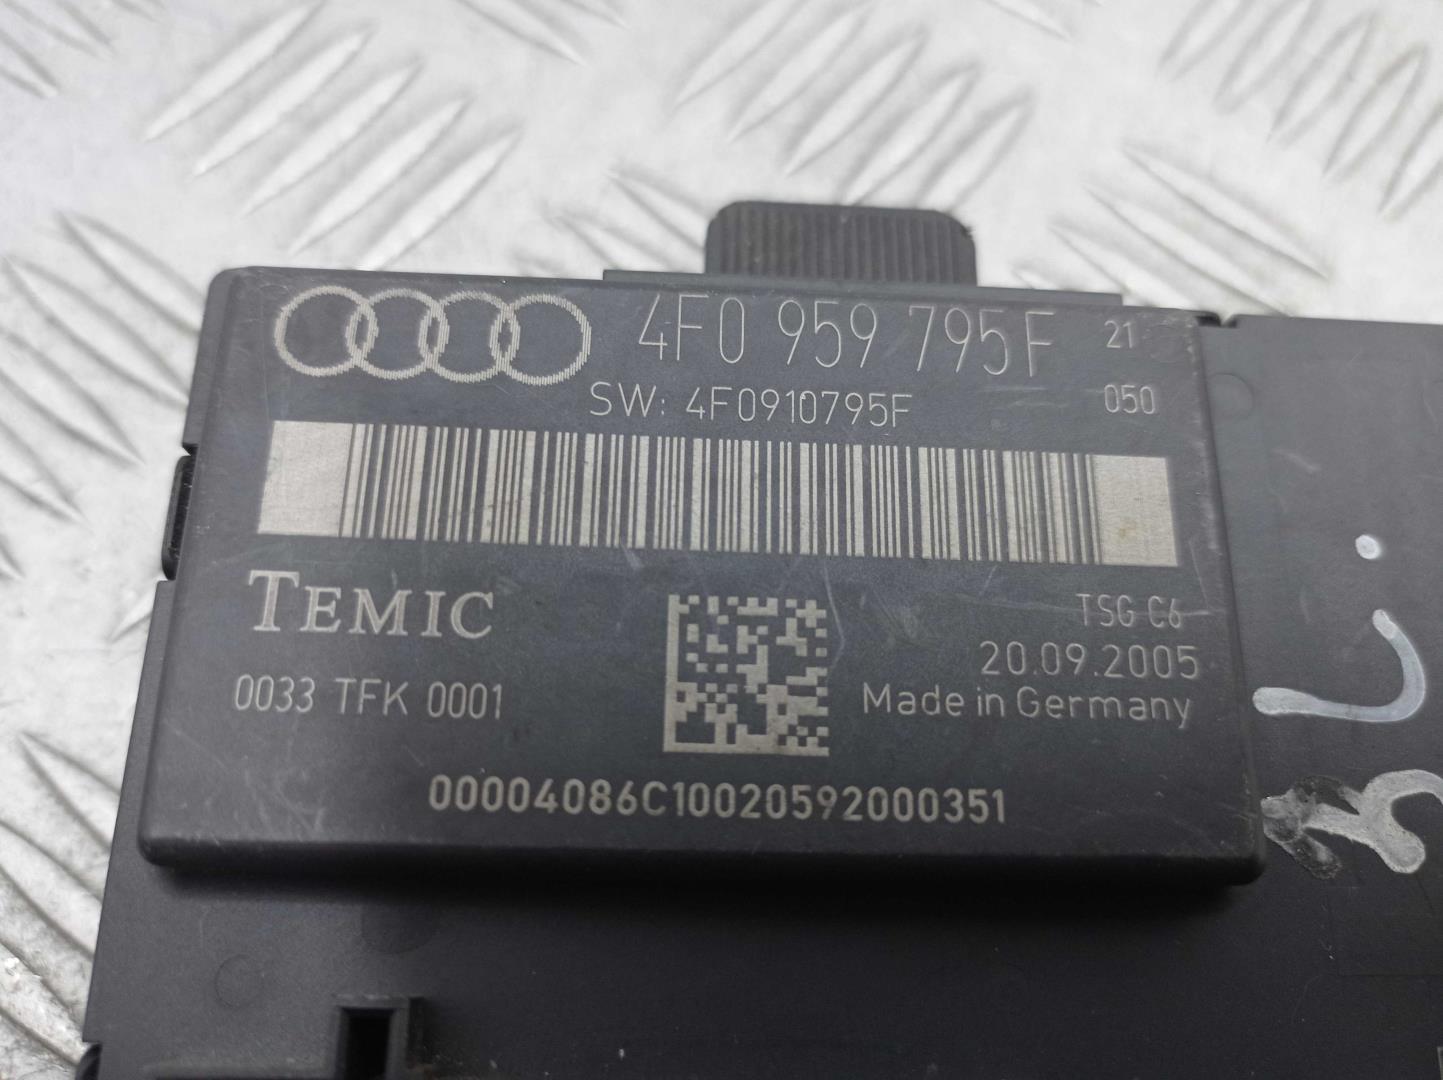 4F0 959 795F 21
SW: 4F0910795F 050
TEMIC
TSG C6
20.09.2005
0033 TFK 0001
Made in Germany
00004086C10020592000351